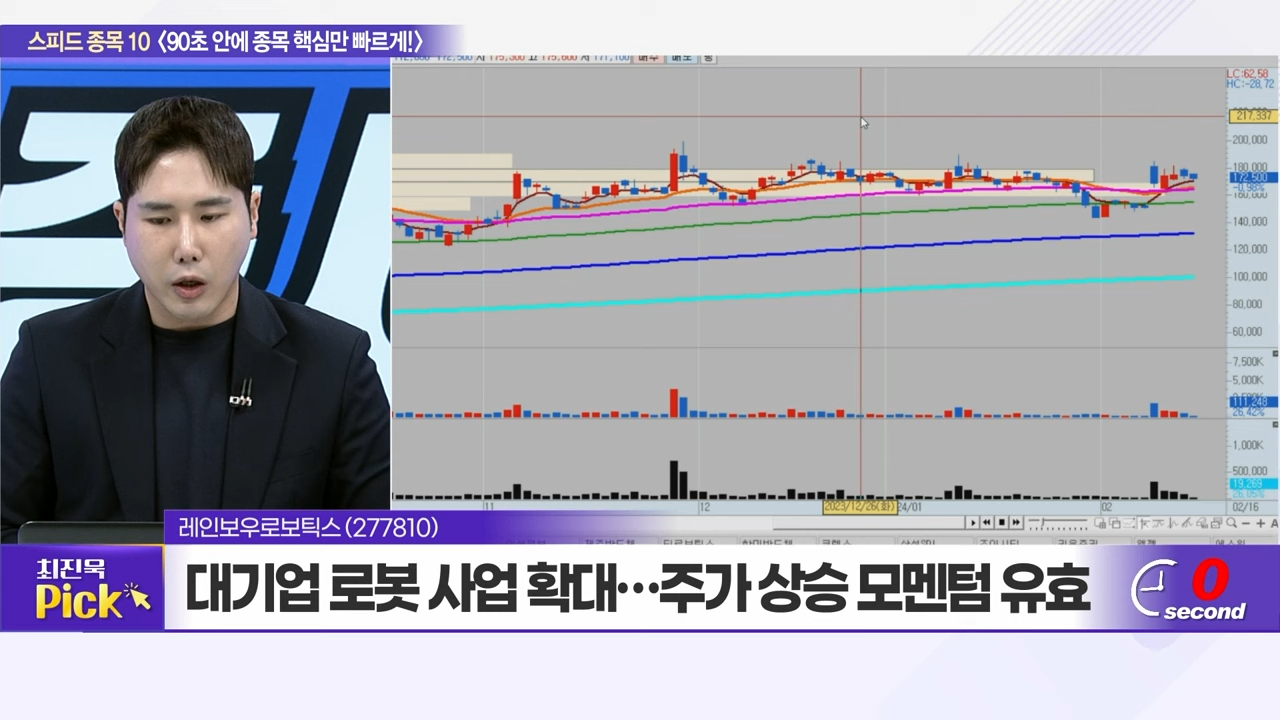 스피드 종목 10 <90초 안에 종목 핵심만 빠르게!>
LC:62.58
HC:-28.72
217,337
200,000
180,000
172,500
-0.98%
160,000
140,000
120,000
100,000
80,000
60,000
7,500K
5,000K
111,248
26.42%
1,000K
500,000
19,269
26.05%
11
12
2023/12/26(화)
24/01
02
02/16
레인보우로보틱스(277810)
최진욱
Pick
대기업 로봇 사업 확대…주가 상승 모멘텀 유효
0
second